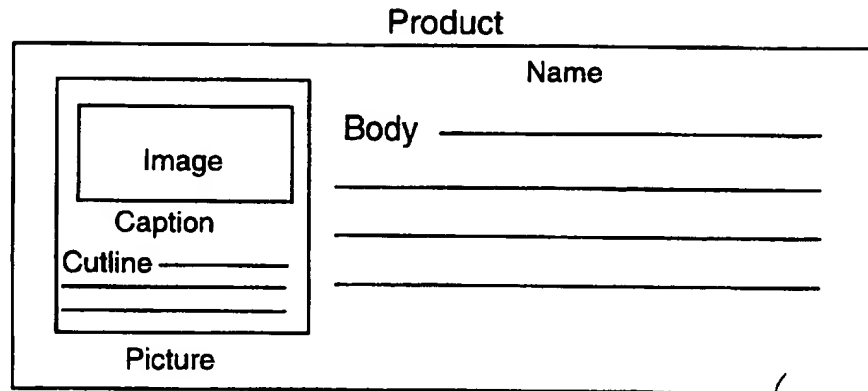 Product
Name
Image
Caption
Cutline
Picture
Body